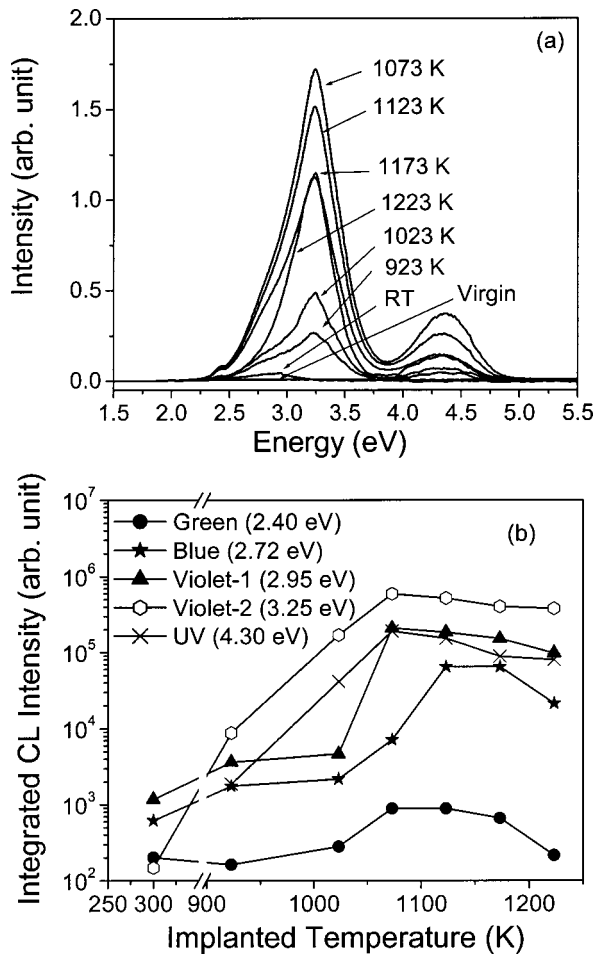 (a)
Intensity (arb. unit)
2.0
1.5
1.0
0.5
0.0
1073 K
1123 K
1173 K
1223 K
1023 K
923 K
RT
Virgin
1.5 2.0 2.5 3.0 3.5 4.0 4.5 5.0 5.5
Energy (eV)
(b)
Integrated CL Intensity (arb. unit)
10^7
10^6
10^5
10^4
10^3
10^2
Green (2.40 eV)
Blue (2.72 eV)
Violet-1 (2.95 eV)
Violet-2 (3.25 eV)
UV (4.30 eV)
250 300 900 1000 1100 1200
Implanted Temperature (K)